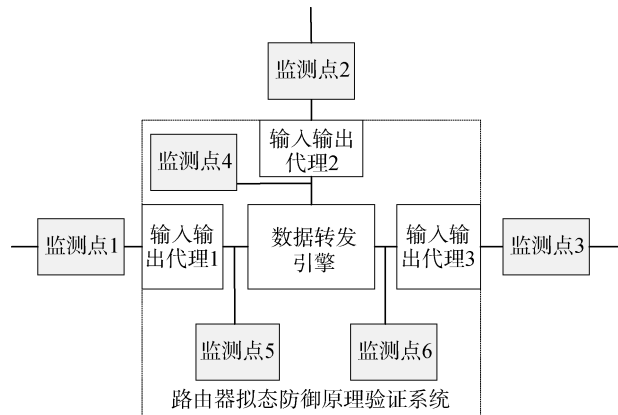 监测点2
输入输出
代理2
监测点4
监测点1
输入输
出代理1
数据转发
引擎
输入输
出代理3
监测点3
监测点5
监测点6
路由器拟态防御原理验证系统